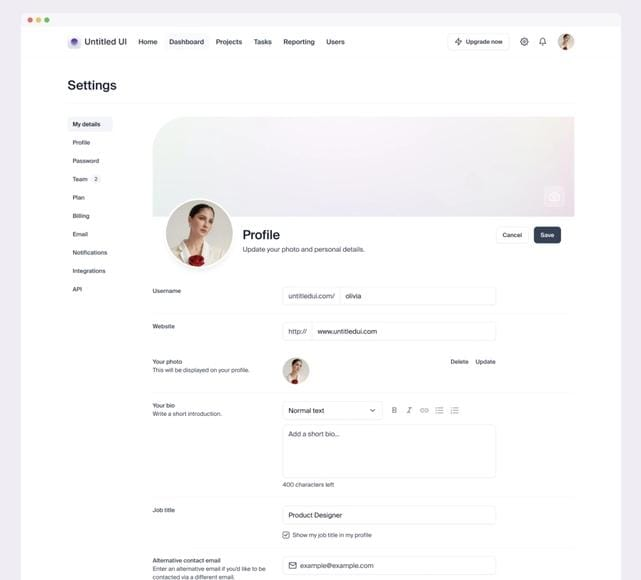 Untitled UI
Home
Dashboard
Projects
Tasks
Reporting
Users
Upgrade now
Settings
My details
Profile
Password
Team 2
Plan
Billing
Email
Notifications
Integrations
API
Profile
Update your photo and personal details.
Cancel
Save
Username
untitledui.com/ olivia
Website
http:// www.untitledui.com
Your photo
This will be displayed on your profile.
Delete
Update
Your bio
Write a short introduction.
Normal text
B
I
Add a short bio...
400 characters left
Job title
Product Designer
Show my job title in my profile
Alternative contact email
Enter an alternative email if you'd like to be
contacted via a different email.
example@example.com